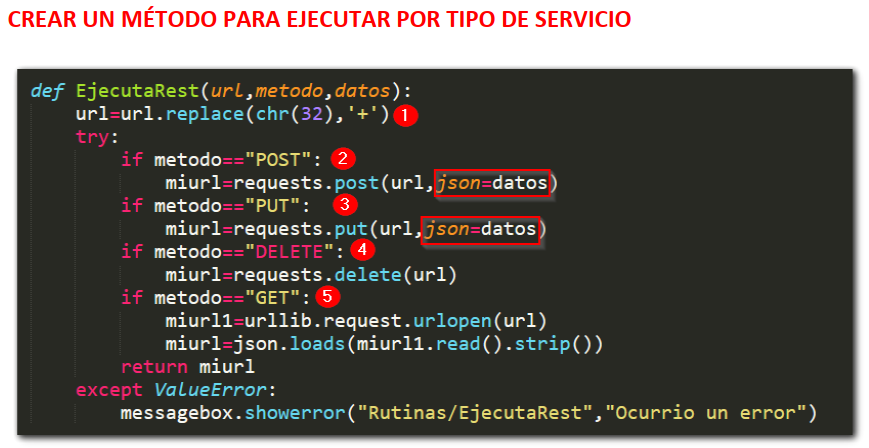 CREAR UN MÉTODO PARA EJECUTAR POR TIPO DE SERVICIO
def EjecutaRest(url,metodo,datos):
    url=url.replace(chr(32),'+') 1
    try:
        if metodo=="POST": 2
            miurl=requests.post(url,json=datos)
        if metodo=="PUT": 3
            miurl=requests.put(url,json=datos)
        if metodo=="DELETE": 4
            miurl=requests.delete(url)
        if metodo=="GET": 5
            miurl1=urllib.request.urlopen(url)
            miurl=json.loads(miurl1.read().strip())
        return miurl
    except ValueError:
        messagebox.showerror("Rutinas/EjecutaRest","Ocurrio un error")